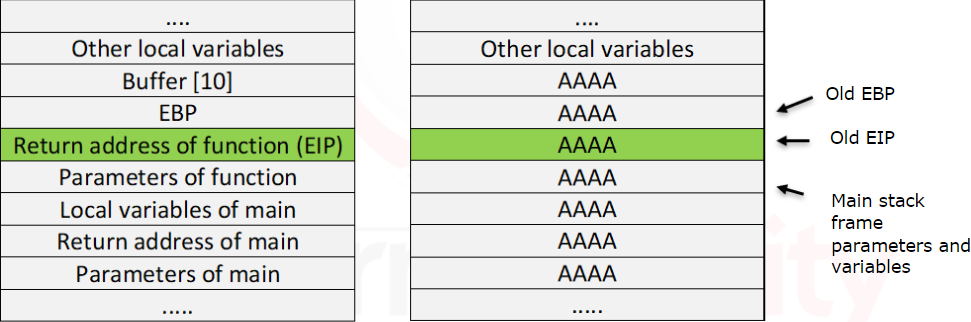 ....
Other local variables
Buffer [10]
EBP
Return address of function (EIP)
Parameters of function
Local variables of main
Return address of main
Parameters of main
.....
....
Other local variables
AAAA
AAAA
AAAA
AAAA
AAAA
AAAA
AAAA
.....
Old EBP
Old EIP
Main stack
frame
parameters and
variables